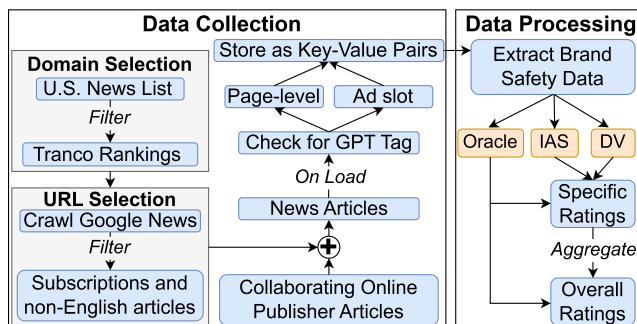 Data Collection
Domain Selection
U.S. News List
Filter
Tranco Rankings
URL Selection
Crawl Google News
Filter
Subscriptions and
non-English articles
Store as Key-Value Pairs
Page-level
Ad slot
Check for GPT Tag
On Load
News Articles
Collaborating Online
Publisher Articles
Data Processing
Extract Brand
Safety Data
Oracle
IAS
DV
Specific
Ratings
Aggregate
Overall
Ratings